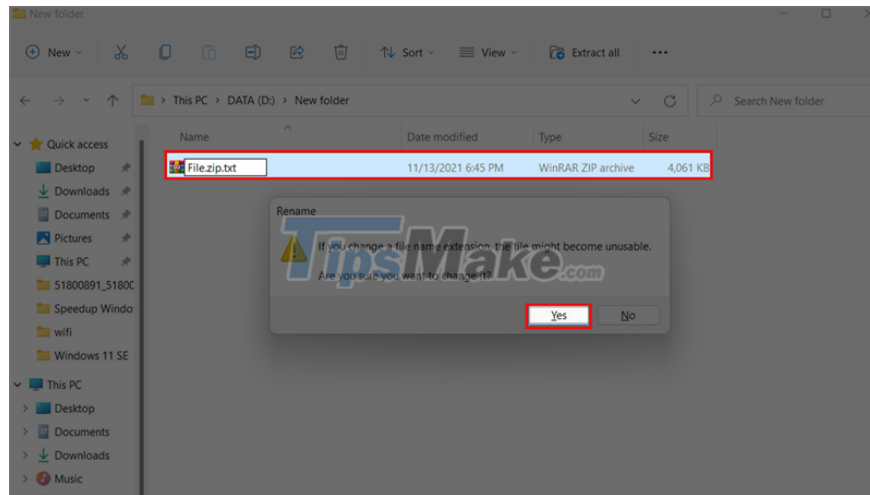 New folder
New
Sort
View
Extract all
This PC > DATA (D:) > New folder
Search New folder
Name
Date modified
Type
Size
File.zip.txt
11/13/2021 6:45 PM
WinRAR ZIP archive
4,061 KB
Quick access
Desktop
Downloads
Documents
Pictures
This PC
51800891_5180C
Speedup Windo
wifi
Windows 11 SE
This PC
Desktop
Documents
Downloads
Music
Rename
If you change a file name extension, the file might become unusable.
Are you sure you want to change it?
TipsMake.com
Yes
No